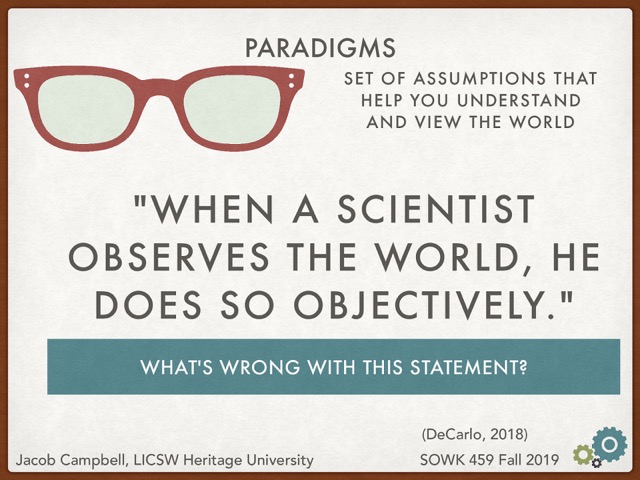 PARADIGMS
SET OF ASSUMPTIONS THAT
HELP YOU UNDERSTAND
AND VIEW THE WORLD
"WHEN A SCIENTIST
OBSERVES THE WORLD, HE
DOES SO OBJECTIVELY."
WHAT'S WRONG WITH THIS STATEMENT?
(DeCarlo, 2018)
Jacob Campbell, LICSW Heritage University
SOWK 459 Fall 2019